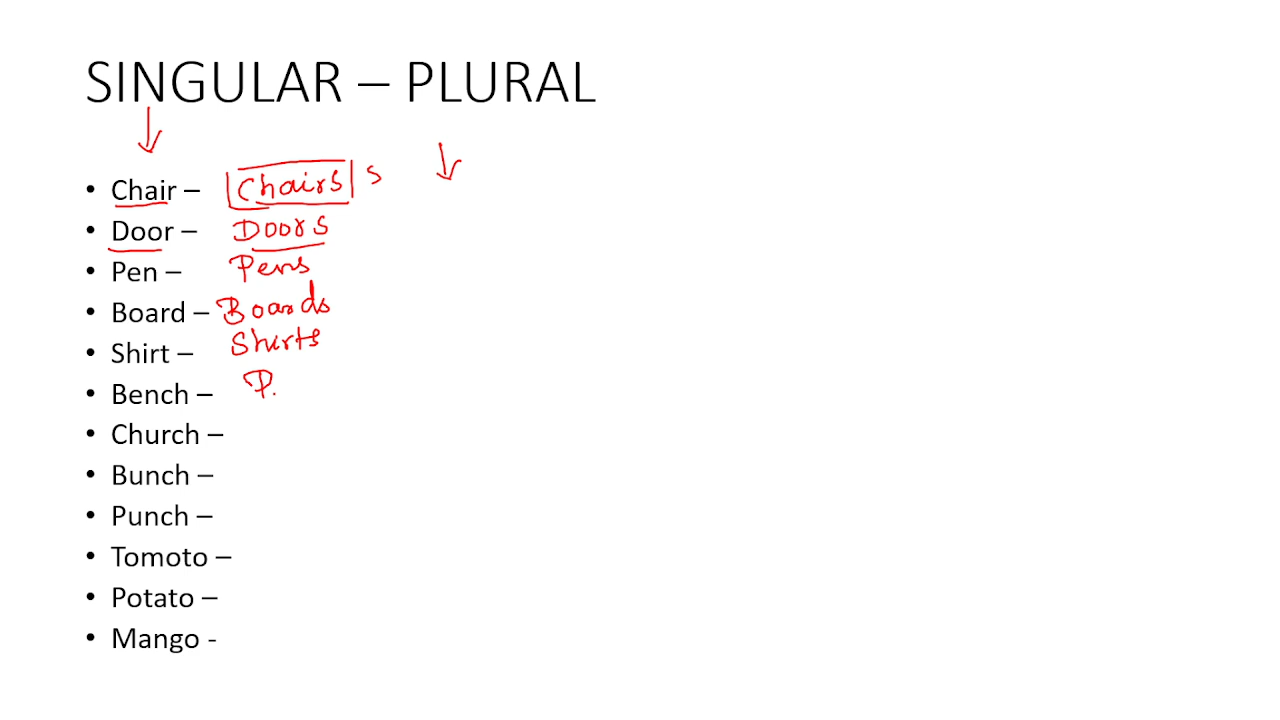 SINGULAR – PLURAL
• Chair – Chairs s
• Door – Doors
• Pen – Pens
• Board – Boards
• Shirt – Shirts
• Bench – P
• Church –
• Bunch –
• Punch –
• Tomoto –
• Potato –
• Mango -